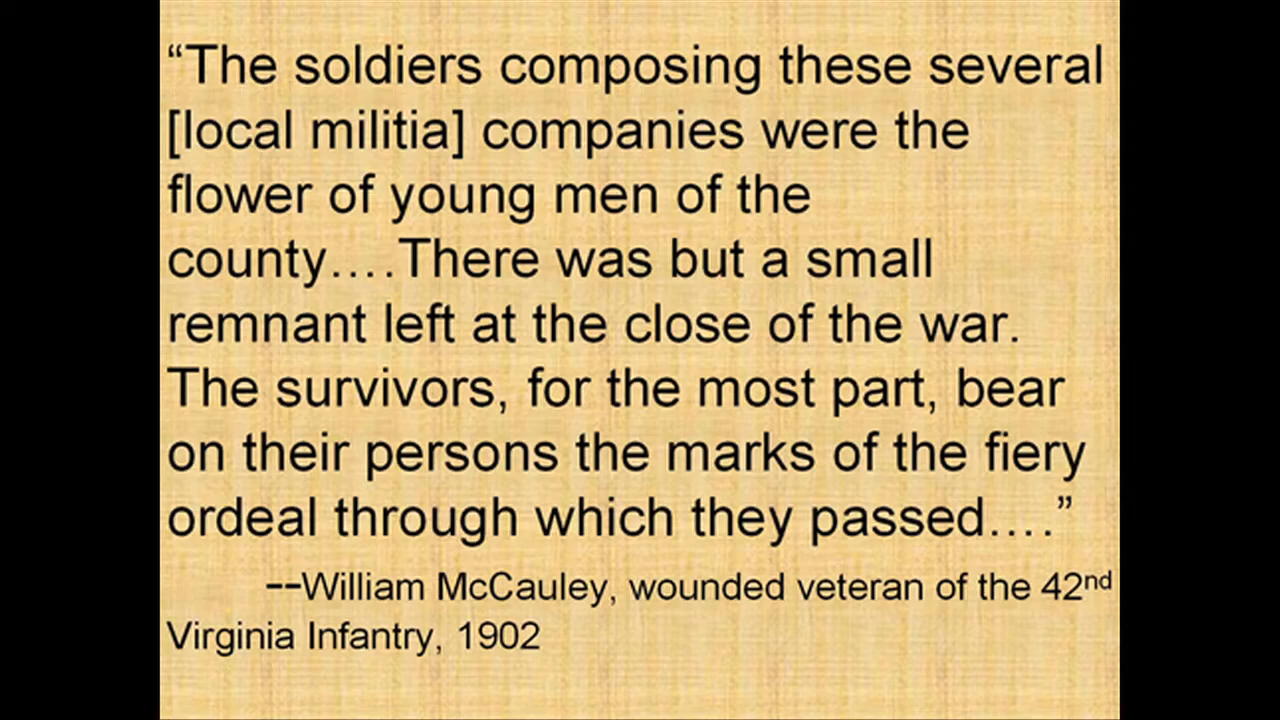 “The soldiers composing these several
[local militia] companies were the
flower of young men of the
county….There was but a small
remnant left at the close of the war.
The survivors, for the most part, bear
on their persons the marks of the fiery
ordeal through which they passed….”
--William McCauley, wounded veteran of the 42nd
Virginia Infantry, 1902